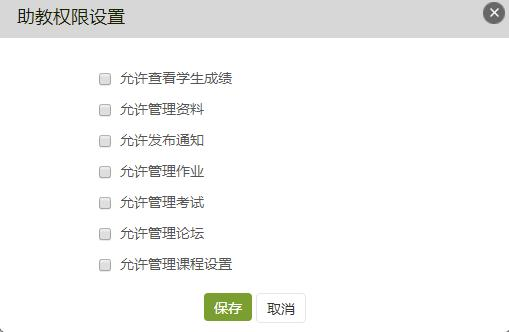 助教权限设置
允许查看学生成绩
允许管理资料
允许发布通知
允许管理作业
允许管理考试
允许管理论坛
允许管理课程设置
保存 取消